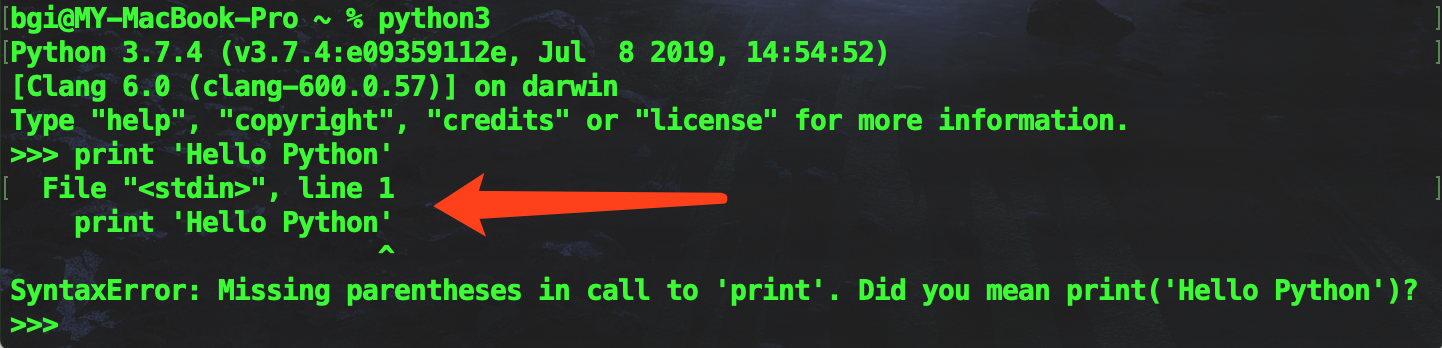 [bgi@MY-MacBook-Pro ~ % python3 ]
[Python 3.7.4 (v3.7.4:e09359112e, Jul  8 2019, 14:54:52) ]
[Clang 6.0 (clang-600.0.57)] on darwin
Type "help", "copyright", "credits" or "license" for more information.
>>> print 'Hello Python'
[  File "<stdin>", line 1 ]
    print 'Hello Python'
                       ^
SyntaxError: Missing parentheses in call to 'print'. Did you mean print('Hello Python')?
>>>